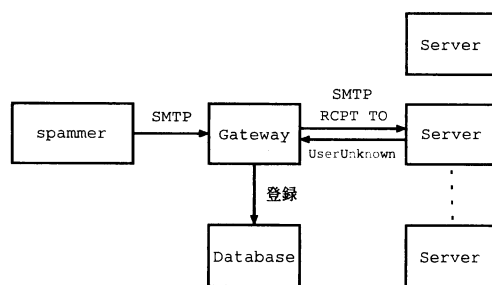 Server
SMTP
SMTP
RCPT TO
spammer
Gateway
Server
UserUnknown
登録
Database
Server